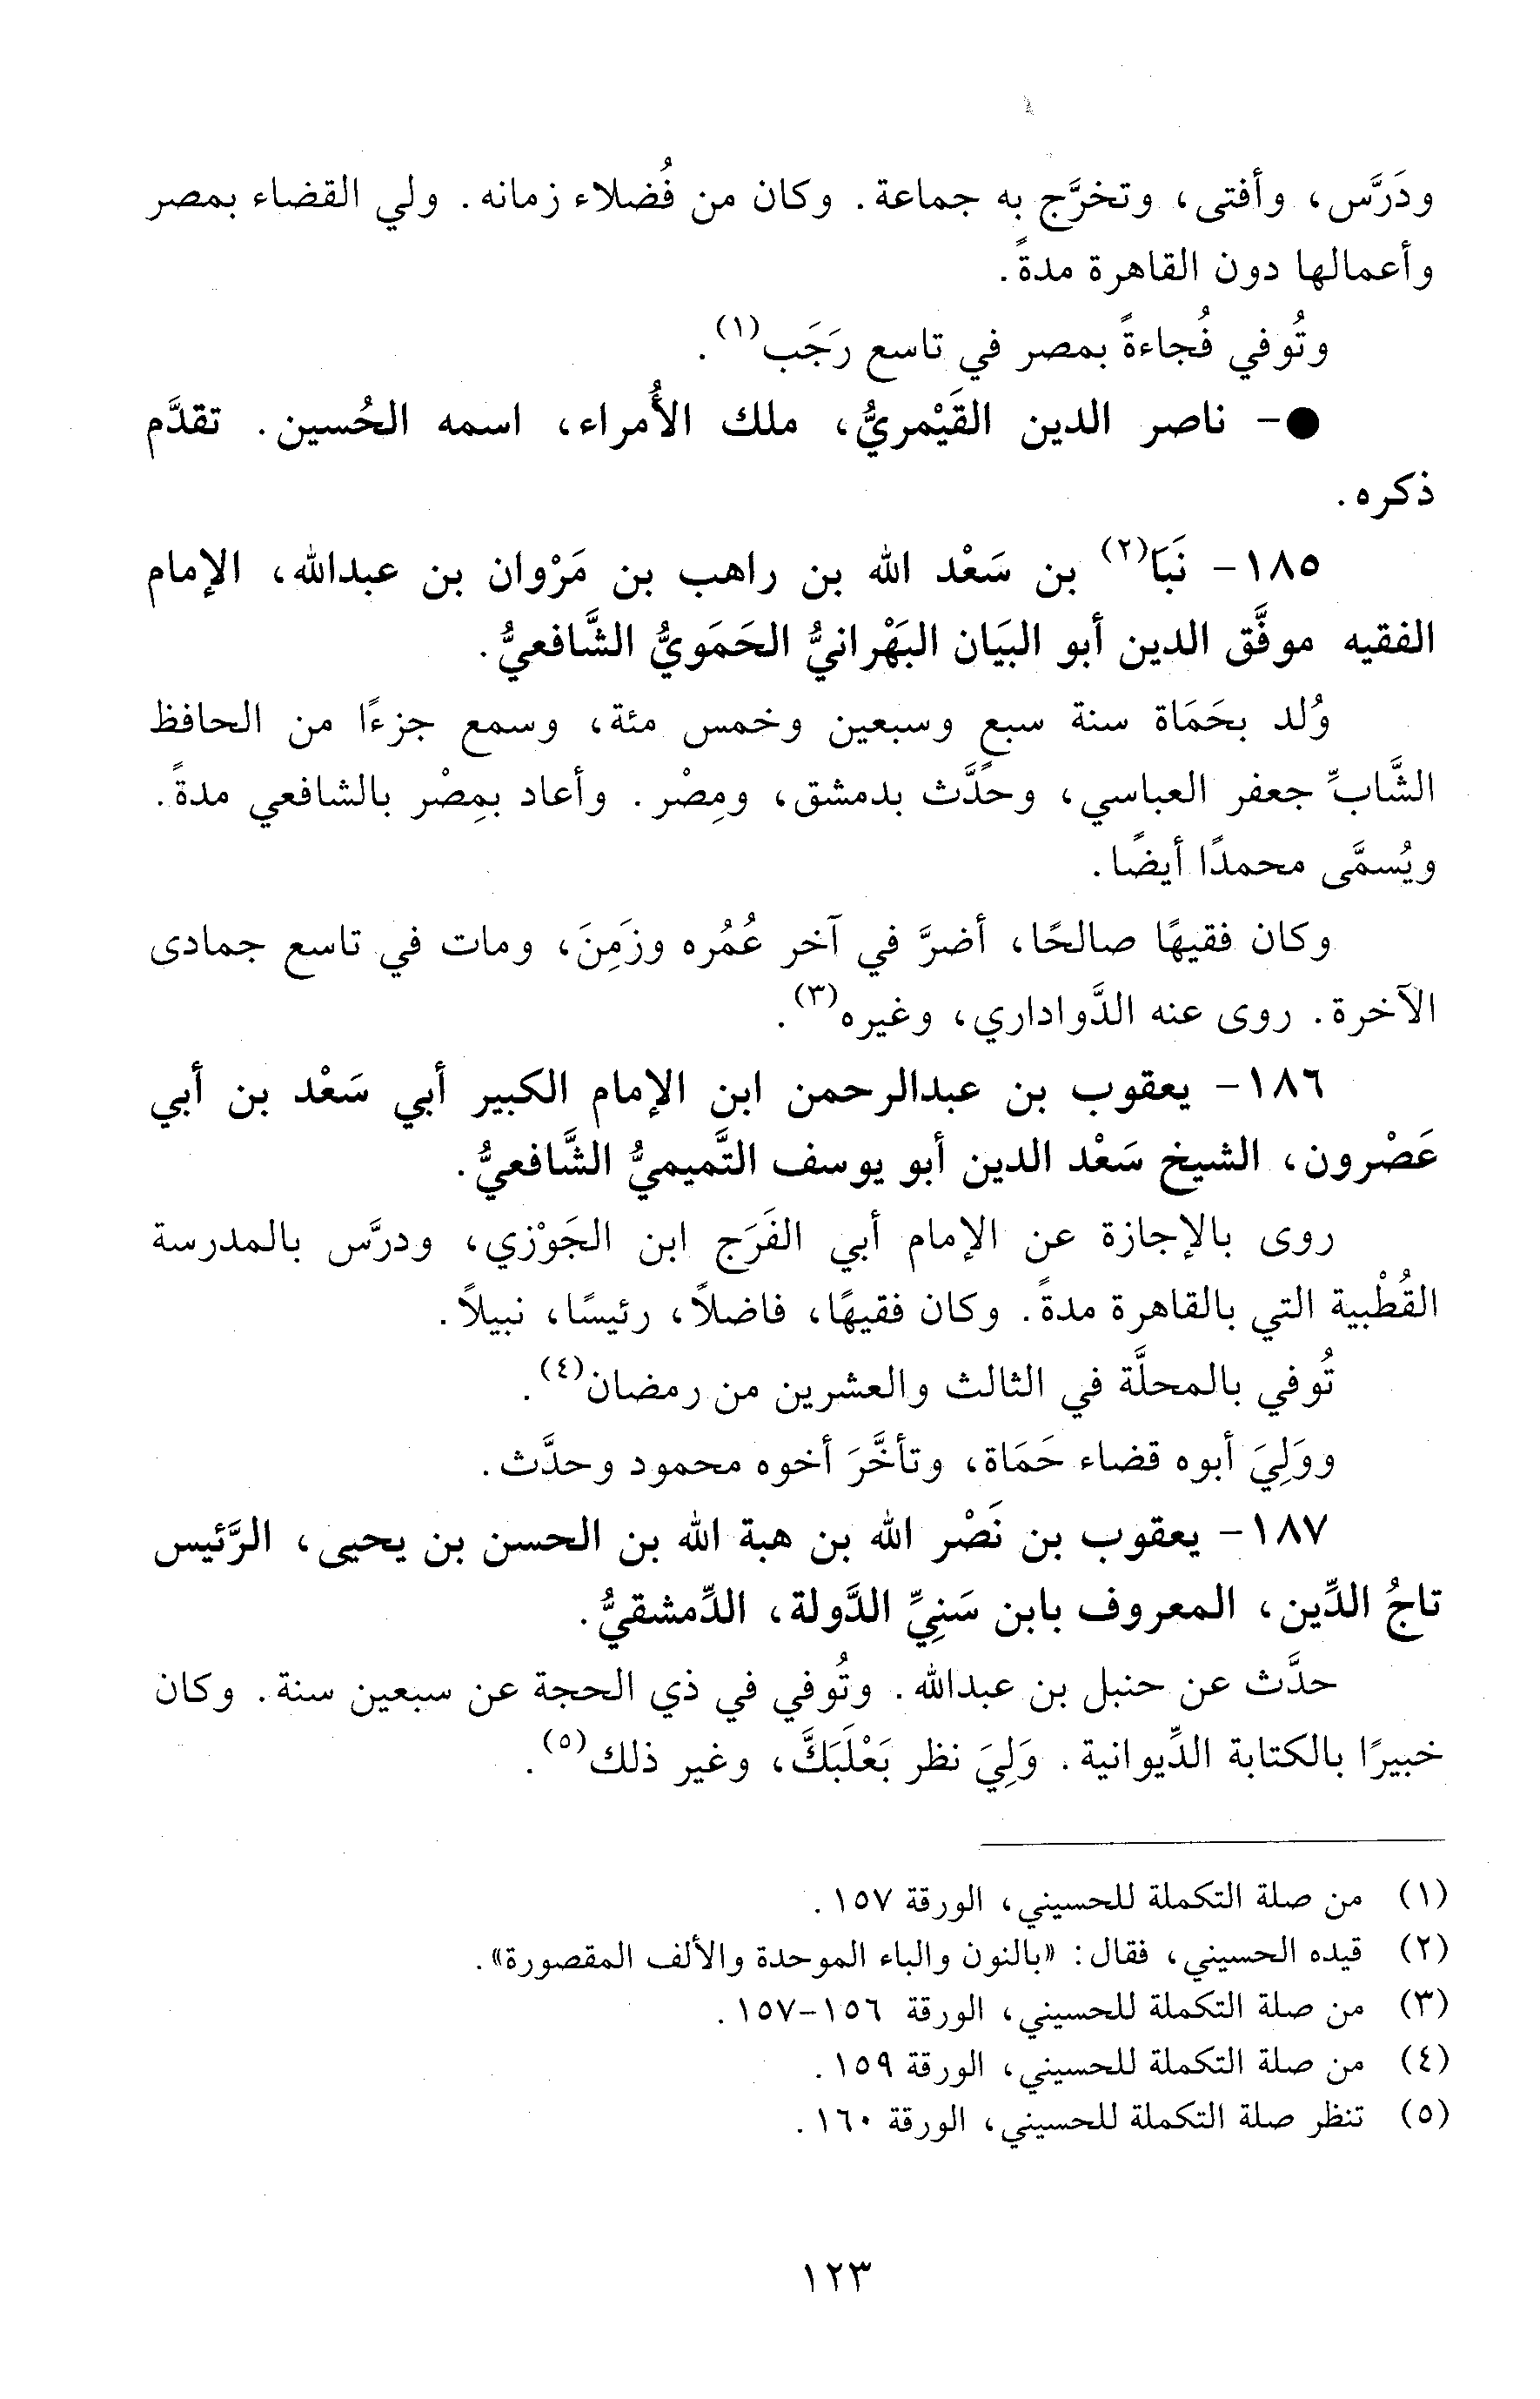 ودَرَّس، وأفتى، وتخرَّج به جماعة. وكان من فُضلاء زمانه. ولي القضاء بمصر
وأعمالها دون القاهرة مدةً.
وتُوفي فُجاءةً بمصر في تاسع رَجَب(١).
●- ناصر الدين القَيْمريُّ، ملك الأُمراء، اسمه الحُسين. تقدَّم
ذكره.
١٨٥- نَبَا(٢) بن سَعْد الله بن راهب بن مَرْوان بن عبدالله، الإمام
الفقيه موفَّق الدين أبو البَيَان البَهْرانيُّ الحَمَويُّ الشَّافعيُّ.
وُلد بحَمَاة سنة سبع وسبعين وخمس مئة، وسمع جزءًا من الحافظ
الشَّابِّ جعفر العباسي، وحدَّث بدمشق، ومِصْر. وأعاد بمِصْر بالشافعي مدةً.
ويُسمَّى محمدًا أيضًا.
وكان فقيهًا صالحًا، أضرَّ في آخر عُمُره وزَمِنَ، ومات في تاسع جمادى
الآخرة. روى عنه الدَّواداري، وغيره(٣).
١٨٦- يعقوب بن عبدالرحمن ابن الإمام الكبير أبي سَعْد بن أبي
عَصْرون، الشيخ سَعْد الدين أبو يوسف التَّميميُّ الشَّافعيُّ.
روى بالإجازة عن الإمام أبي الفَرَج ابن الجَوْزي، ودرَّس بالمدرسة
القُطْبية التي بالقاهرة مدةً. وكان فقيهًا، فاضلاً، رئيسًا، نبيلاً.
تُوفي بالمحلَّة في الثالث والعشرين من رمضان(٤).
ووَلِيَ أبوه قضاء حَمَاة، وتأخَّرَ أخوه محمود وحدَّث.
١٨٧- يعقوب بن نَصْر الله بن هبة الله بن الحسن بن يحيى، الرَّئيس
تاجُ الدِّين، المعروف بابن سَنِيِّ الدَّولة، الدِّمشقيُّ.
حدَّث عن حنبل بن عبدالله. وتُوفي في ذي الحجة عن سبعين سنة. وكان
خبيرًا بالكتابة الدِّيوانية. وَلِيَ نظر بَعْلَبَكَّ، وغير ذلك(٥).
(١) من صلة التكملة للحسيني، الورقة ١٥٧.
(٢) قيده الحسيني، فقال: «بالنون والباء الموحدة والألف المقصورة».
(٣) من صلة التكملة للحسيني، الورقة ١٥٦-١٥٧.
(٤) من صلة التكملة للحسيني، الورقة ١٥٩.
(٥) تنظر صلة التكملة للحسيني، الورقة ١٦٠.
١٢٣